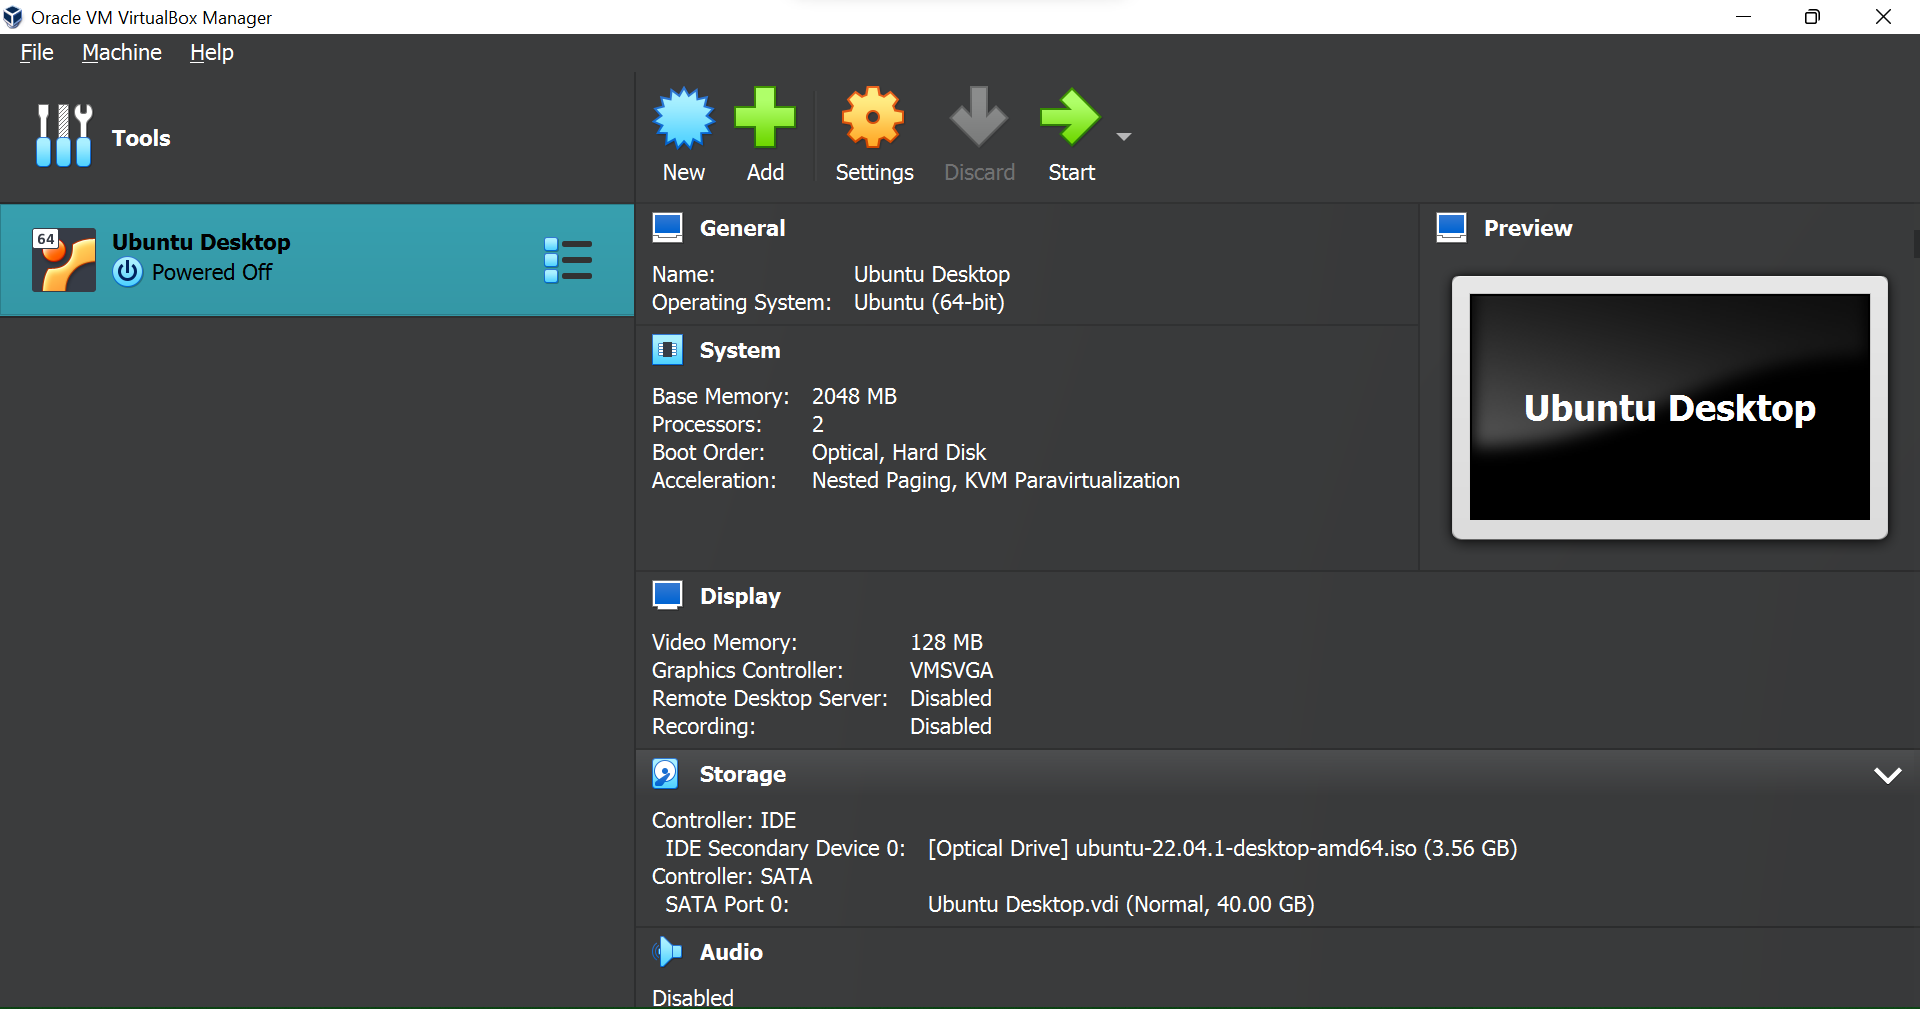 Oracle VM VirtualBox Manager
File Machine Help
Tools
New Add Settings Discard Start
64
Ubuntu Desktop
Powered Off
General
Name: Ubuntu Desktop
Operating System: Ubuntu (64-bit)
System
Base Memory: 2048 MB
Processors: 2
Boot Order: Optical, Hard Disk
Acceleration: Nested Paging, KVM Paravirtualization
Preview
Ubuntu Desktop
Display
Video Memory: 128 MB
Graphics Controller: VMSVGA
Remote Desktop Server: Disabled
Recording: Disabled
Storage
Controller: IDE
IDE Secondary Device 0: [Optical Drive] ubuntu-22.04.1-desktop-amd64.iso (3.56 GB)
Controller: SATA
SATA Port 0: Ubuntu Desktop.vdi (Normal, 40.00 GB)
Audio
Disabled